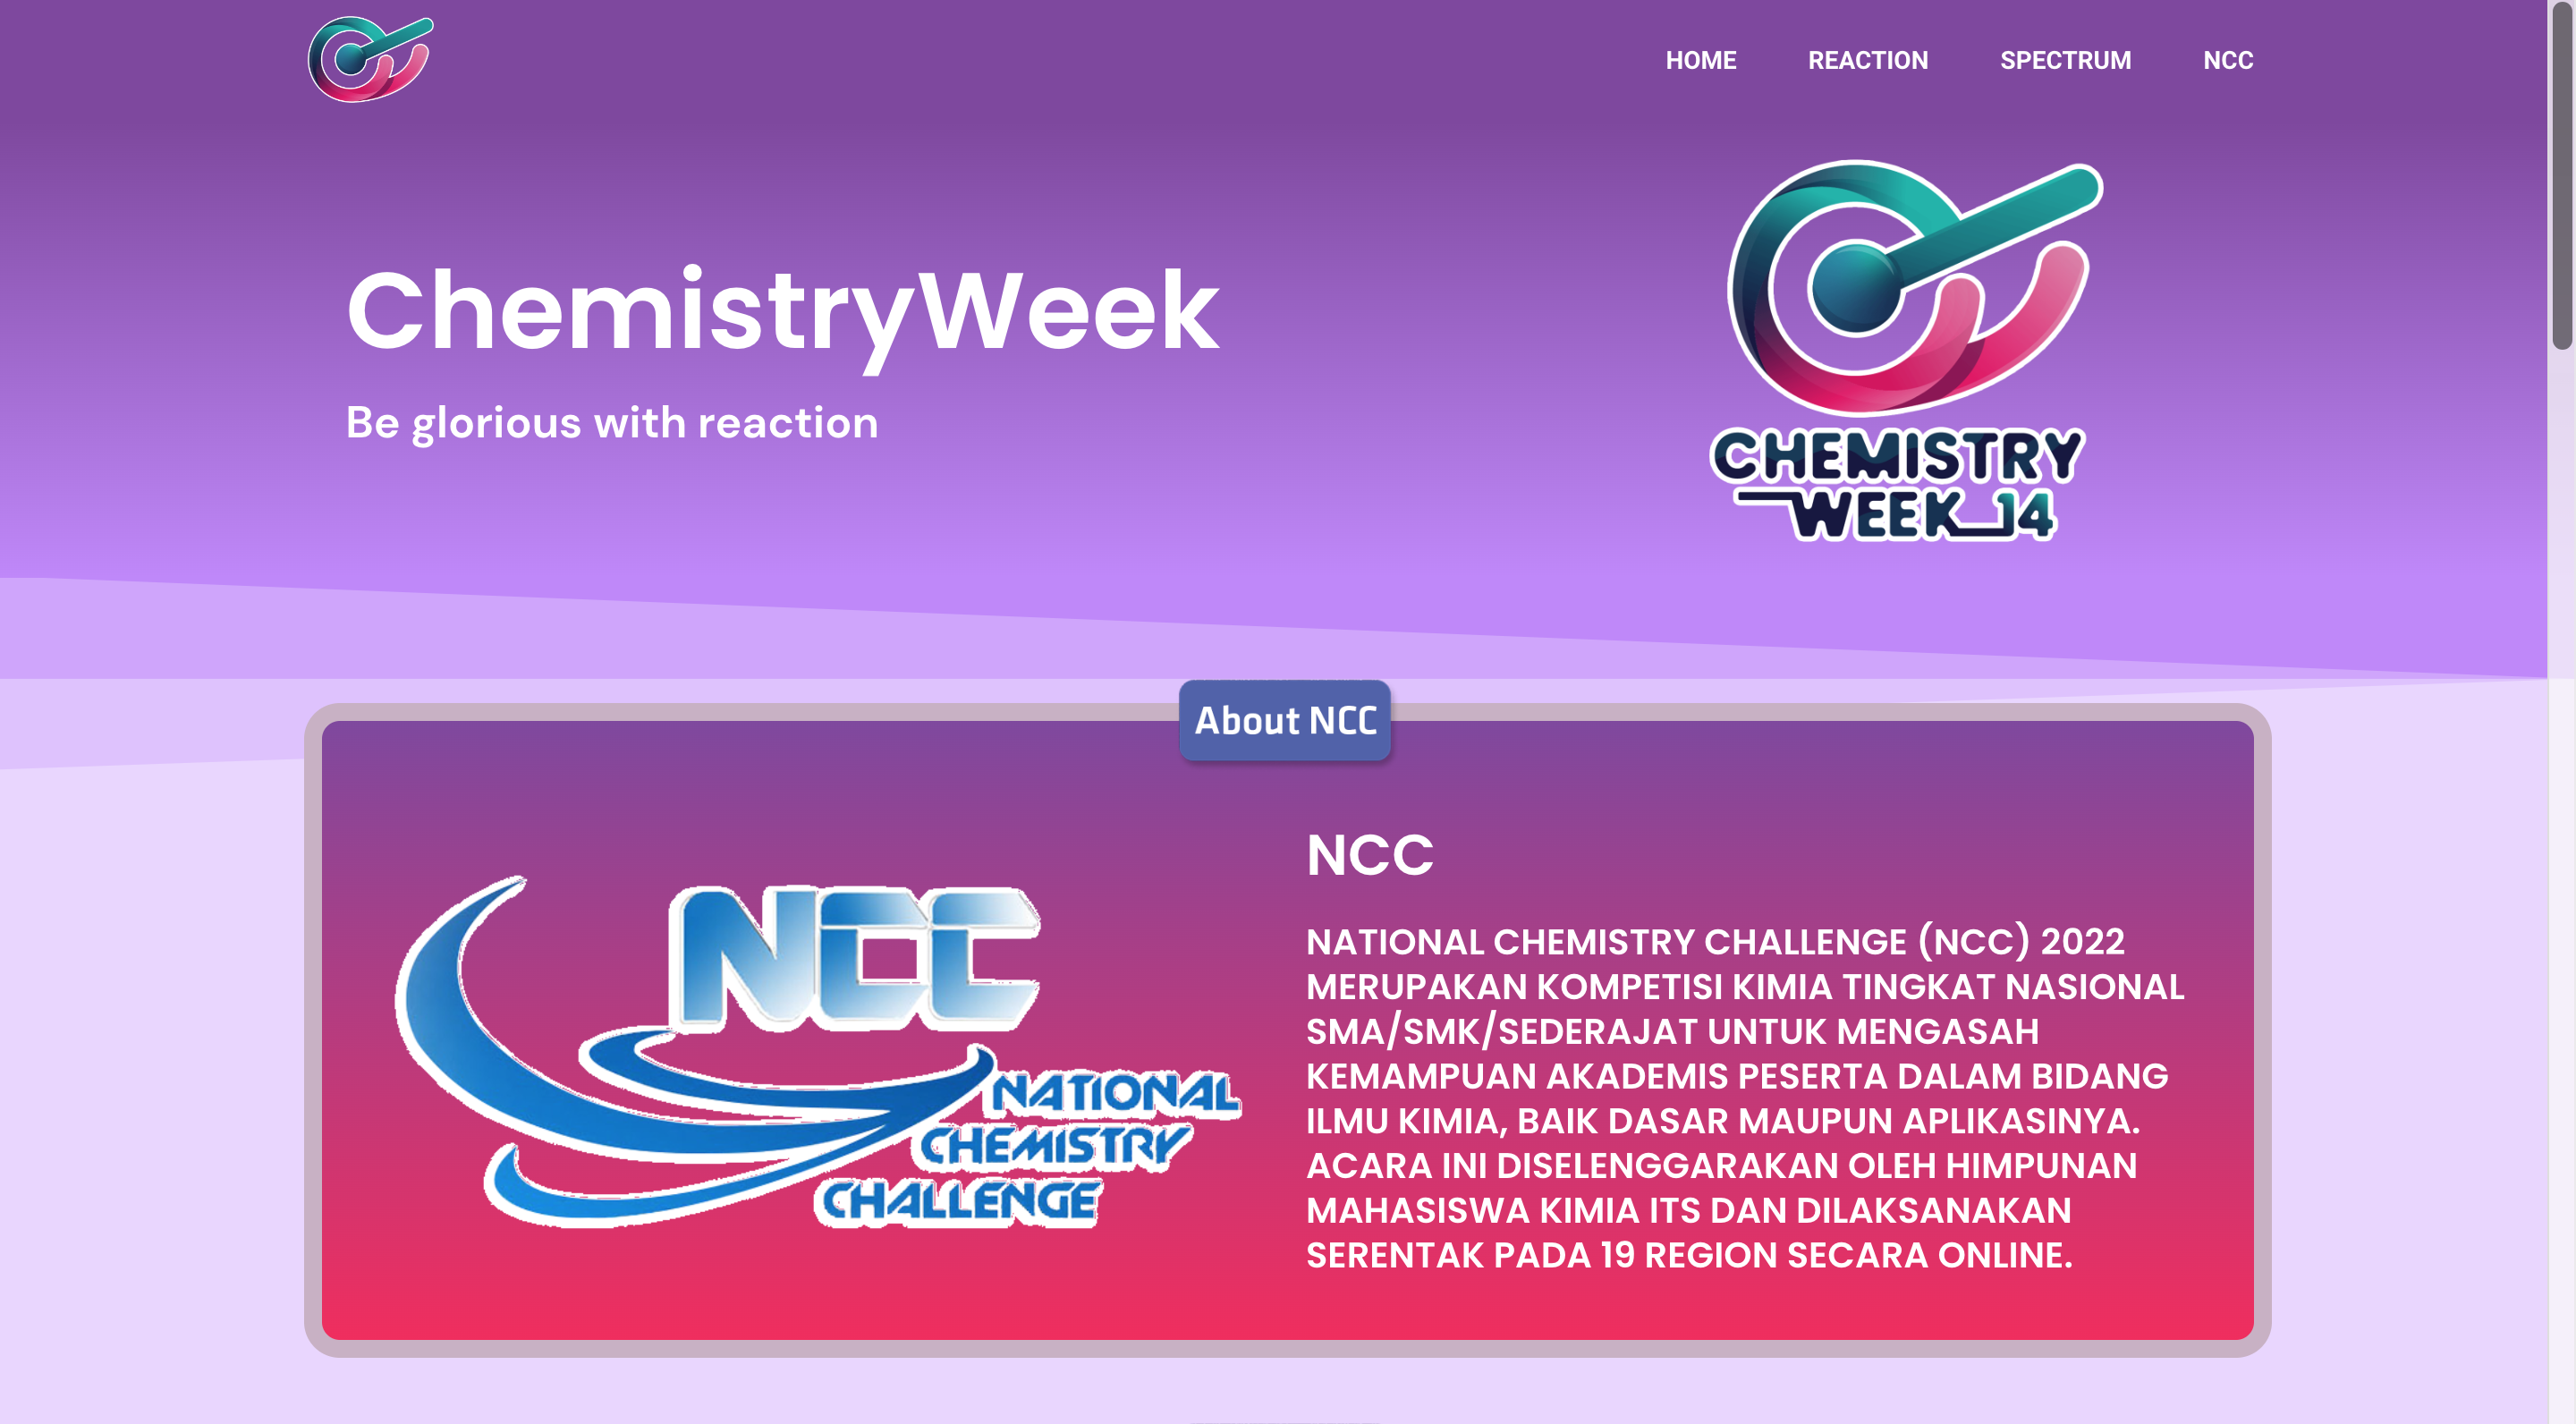 HOME REACTION SPECTRUM NCC
ChemistryWeek
Be glorious with reaction
CHEMISTRY
WEEK 14
About NCC
NCC
NATIONAL
CHEMISTRY
CHALLENGE
NCC
NATIONAL CHEMISTRY CHALLENGE (NCC) 2022
MERUPAKAN KOMPETISI KIMIA TINGKAT NASIONAL
SMA/SMK/SEDERAJAT UNTUK MENGASAH
KEMAMPUAN AKADEMIS PESERTA DALAM BIDANG
ILMU KIMIA, BAIK DASAR MAUPUN APLIKASINYA.
ACARA INI DISELENGGARAKAN OLEH HIMPUNAN
MAHASISWA KIMIA ITS DAN DILAKSANAKAN
SERENTAK PADA 19 REGION SECARA ONLINE.